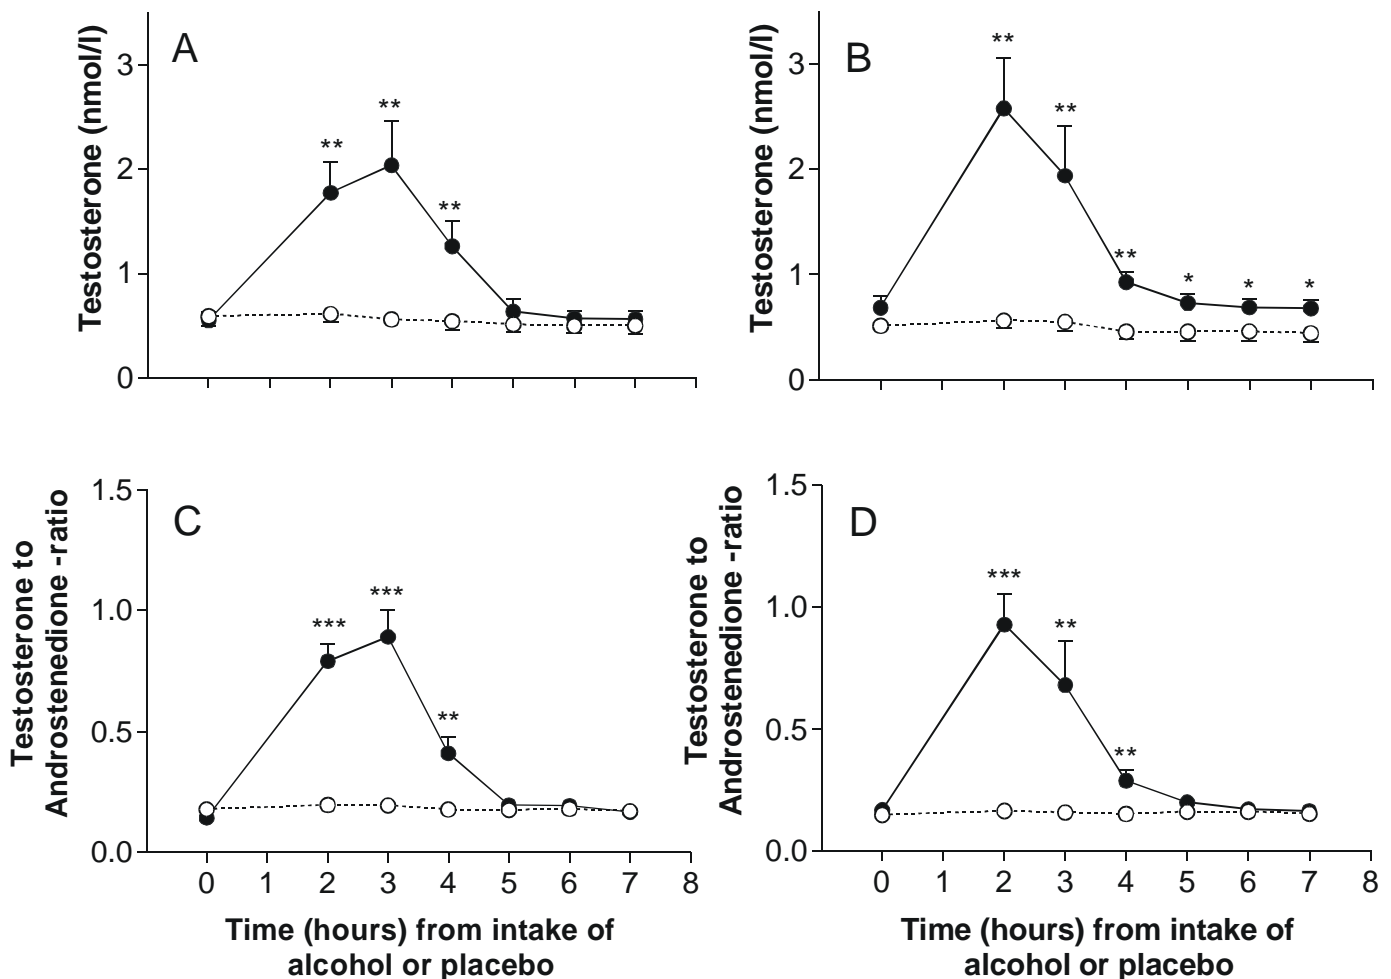 A
Testosterone (nmol/l)
3
2
1
0
**
**
**
B
Testosterone (nmol/l)
3
2
1
0
**
**
**
*
*
*
C
Testosterone to
Androstenedione -ratio
1.5
1.0
0.5
0.0
***
***
**
0 1 2 3 4 5 6 7 8
Time (hours) from intake of
alcohol or placebo
D
Testosterone to
Androstenedione -ratio
1.5
1.0
0.5
0.0
***
**
**
0 1 2 3 4 5 6 7 8
Time (hours) from intake of
alcohol or placebo